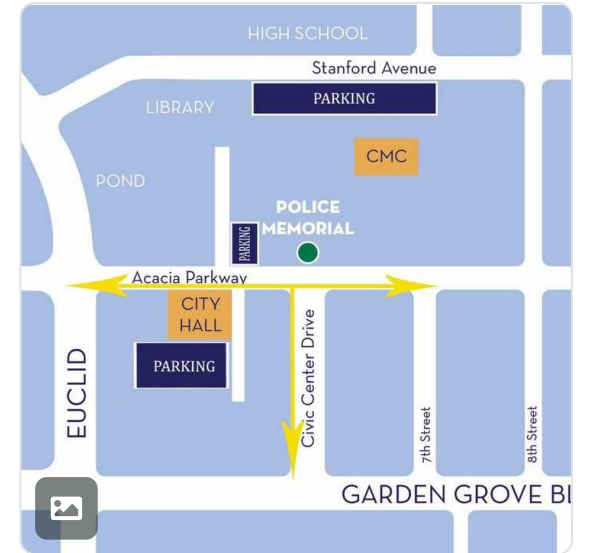 HIGH SCHOOL
Stanford Avenue
PARKING
LIBRARY
CMC
POND
POLICE
MEMORIAL
PARKING
Acacia Parkway
CITY
HALL
PARKING
EUCLID
Civic Center Drive
7th Street
8th Street
GARDEN GROVE BL